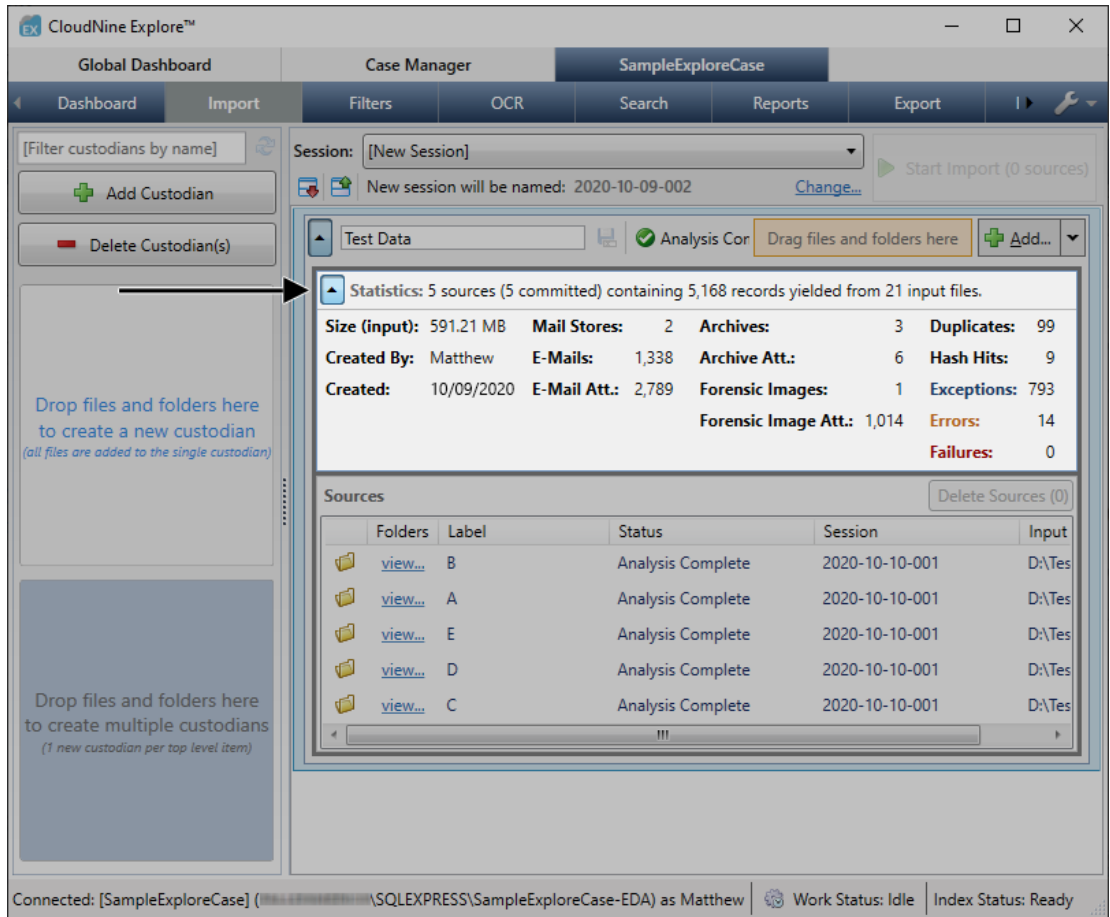 EX CloudNine Explore™
Global Dashboard Case Manager SampleExploreCase
Dashboard Import Filters OCR Search Reports Export
[Filter custodians by name]
Add Custodian
Delete Custodian(s)
Drop files and folders here
to create a new custodian
(all files are added to the single custodian)
Drop files and folders here
to create multiple custodians
(1 new custodian per top level item)
Session: [New Session]
New session will be named: 2020-10-09-002 Change...
Start Import (0 sources)
Test Data Analysis Cor Drag files and folders here Add...
Statistics: 5 sources (5 committed) containing 5,168 records yielded from 21 input files.
Size (input): 591.21 MB Mail Stores: 2 Archives: 3 Duplicates: 99
Created By: Matthew E-Mails: 1,338 Archive Att.: 6 Hash Hits: 9
Created: 10/09/2020 E-Mail Att.: 2,789 Forensic Images: 1 Exceptions: 793
Forensic Image Att.: 1,014 Errors: 14
Failures: 0
Sources Delete Sources (0)
Folders Label Status Session Input
view... B Analysis Complete 2020-10-10-001 D:\Tes
view... A Analysis Complete 2020-10-10-001 D:\Tes
view... E Analysis Complete 2020-10-10-001 D:\Tes
view... D Analysis Complete 2020-10-10-001 D:\Tes
view... C Analysis Complete 2020-10-10-001 D:\Tes
Connected: [SampleExploreCase] ( \SQLEXPRESS\SampleExploreCase-EDA) as Matthew Work Status: Idle Index Status: Ready